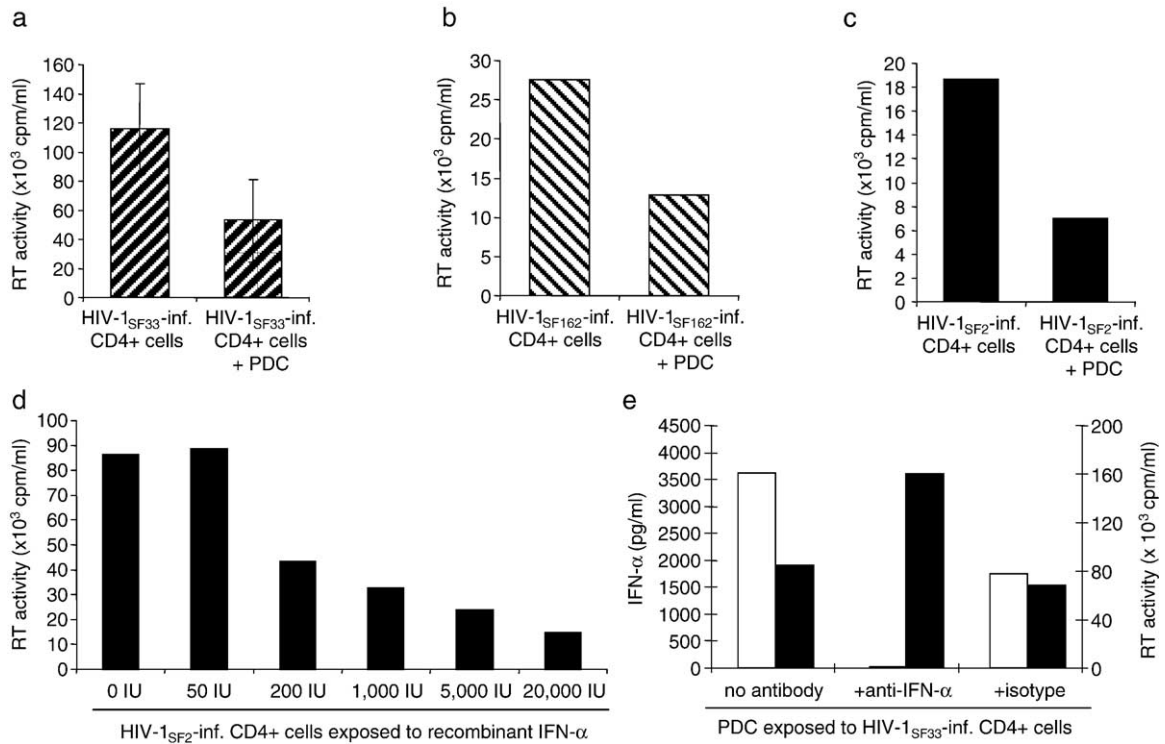 a
RT activity (x10³ cpm/ml)
160
140
120
100
80
60
40
20
0
HIV-1SF33-inf.
CD4+ cells
HIV-1SF33-inf.
CD4+ cells
+ PDC
b
RT activity (x10³ cpm/ml)
30
25
20
15
10
5
0
HIV-1SF162-inf.
CD4+ cells
HIV-1SF162-inf.
CD4+ cells
+ PDC
c
RT activity (x10³ cpm/ml)
20
18
16
14
12
10
8
6
4
2
0
HIV-1SF2-inf.
CD4+ cells
HIV-1SF2-inf.
CD4+ cells
+ PDC
d
RT activity (x10³ cpm/ml)
100
90
80
70
60
50
40
30
20
10
0
0 IU 50 IU 200 IU 1,000 IU 5,000 IU 20,000 IU
HIV-1SF2-inf. CD4+ cells exposed to recombinant IFN-α
e
IFN-α (pg/ml)
4500
4000
3500
3000
2500
2000
1500
1000
500
0
200
160
120
80
40
0
RT activity (x 10³ cpm/ml)
no antibody +anti-IFN-α +isotype
PDC exposed to HIV-1SF33-inf. CD4+ cells